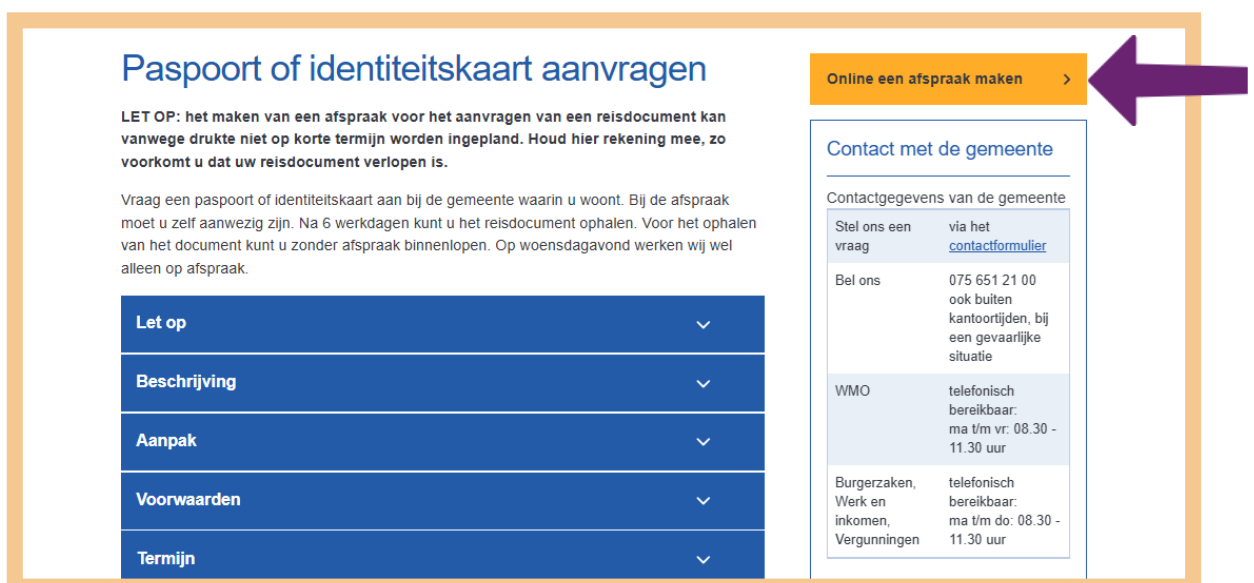 Paspoort of identiteitskaart aanvragen
LET OP: het maken van een afspraak voor het aanvragen van een reisdocument kan
vanwege drukte niet op korte termijn worden ingepland. Houd hier rekening mee, zo
voorkomt u dat uw reisdocument verlopen is.
Vraag een paspoort of identiteitskaart aan bij de gemeente waarin u woont. Bij de afspraak
moet u zelf aanwezig zijn. Na 6 werkdagen kunt u het reisdocument ophalen. Voor het ophalen
van het document kunt u zonder afspraak binnenlopen. Op woensdagavond werken wij wel
alleen op afspraak.
Let op
Beschrijving
Aanpak
Voorwaarden
Termijn
Online een afspraak maken
Contact met de gemeente
Contactgegevens van de gemeente
Stel ons een
vraag
via het
contactformulier
Bel ons
075 651 21 00
ook buiten
kantoortijden, bij
een gevaarlijke
situatie
WMO
telefonisch
bereikbaar:
ma t/m vr: 08.30 -
11.30 uur
Burgerzaken,
Werk en
inkomen,
Vergunningen
telefonisch
bereikbaar:
ma t/m do: 08.30 -
11.30 uur